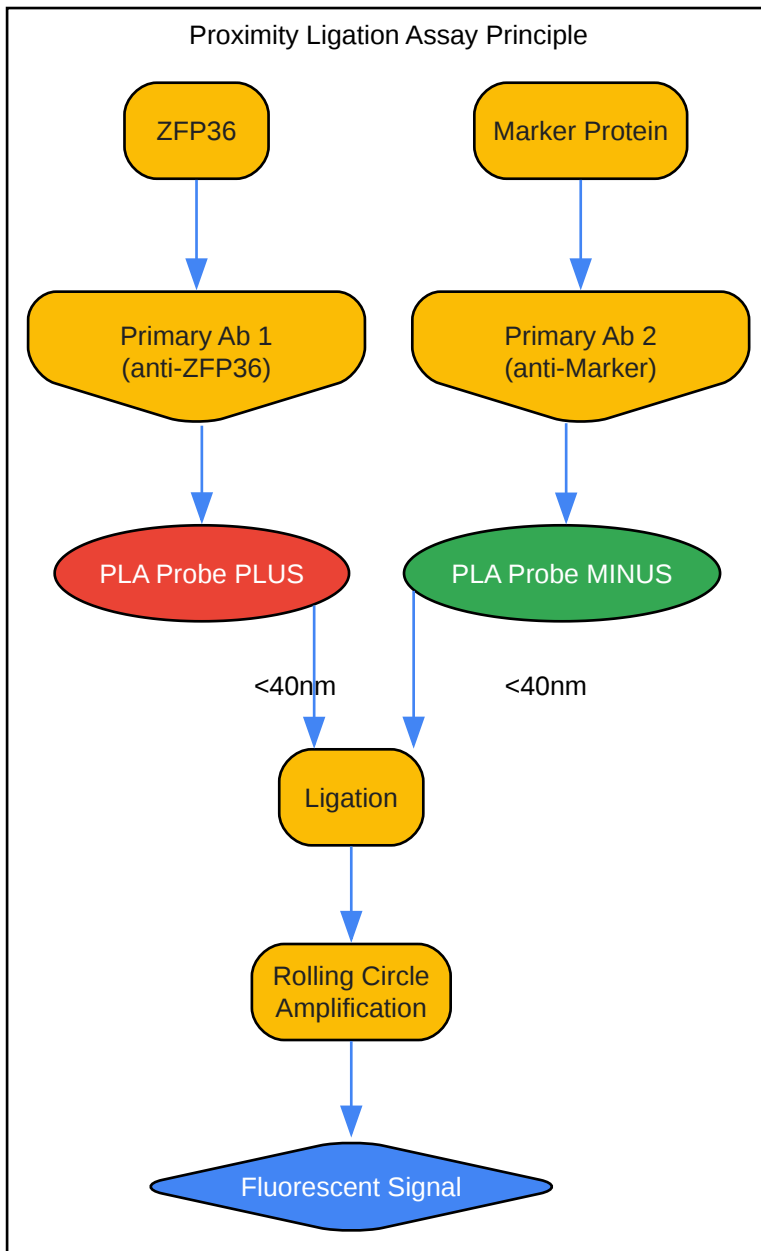 Proximity Ligation Assay Principle
ZFP36
Marker Protein
Primary Ab 1
(anti-ZFP36)
Primary Ab 2
(anti-Marker)
PLA Probe PLUS
PLA Probe MINUS
<40nm
<40nm
Ligation
Rolling Circle
Amplification
Fluorescent Signal